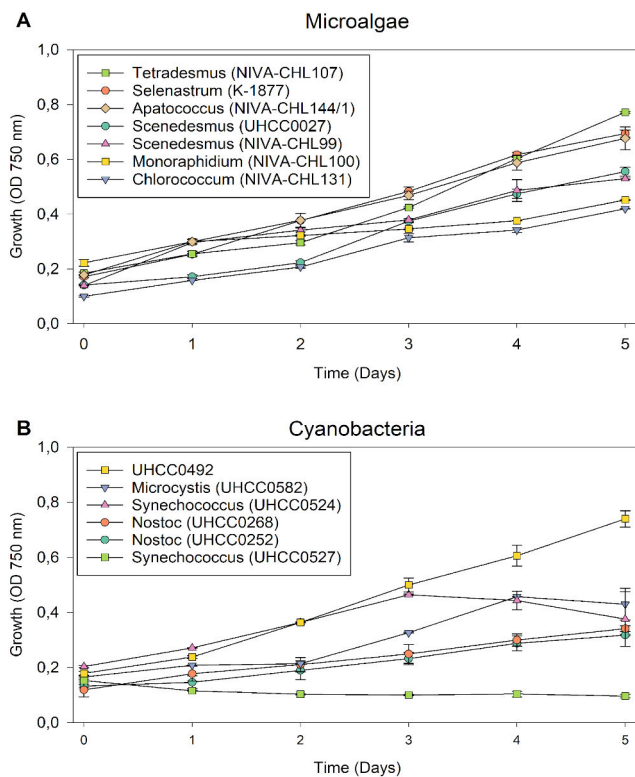 A
Microalgae
1,0
0,8
0,6
0,4
0,2
0,0
Growth (OD 750 nm)
Tetradesmus (NIVA-CHL107)
Selenastrum (K-1877)
Apatococcus (NIVA-CHL144/1)
Scenedesmus (UHCC0027)
Scenedesmus (NIVA-CHL99)
Monoraphidium (NIVA-CHL100)
Chlorococcum (NIVA-CHL131)
0 1 2 3 4 5
Time (Days)
B
Cyanobacteria
1,0
0,8
0,6
0,4
0,2
0,0
Growth (OD 750 nm)
UHCC0492
Microcystis (UHCC0582)
Synechococcus (UHCC0524)
Nostoc (UHCC0268)
Nostoc (UHCC0252)
Synechococcus (UHCC0527)
0 1 2 3 4 5
Time (Days)